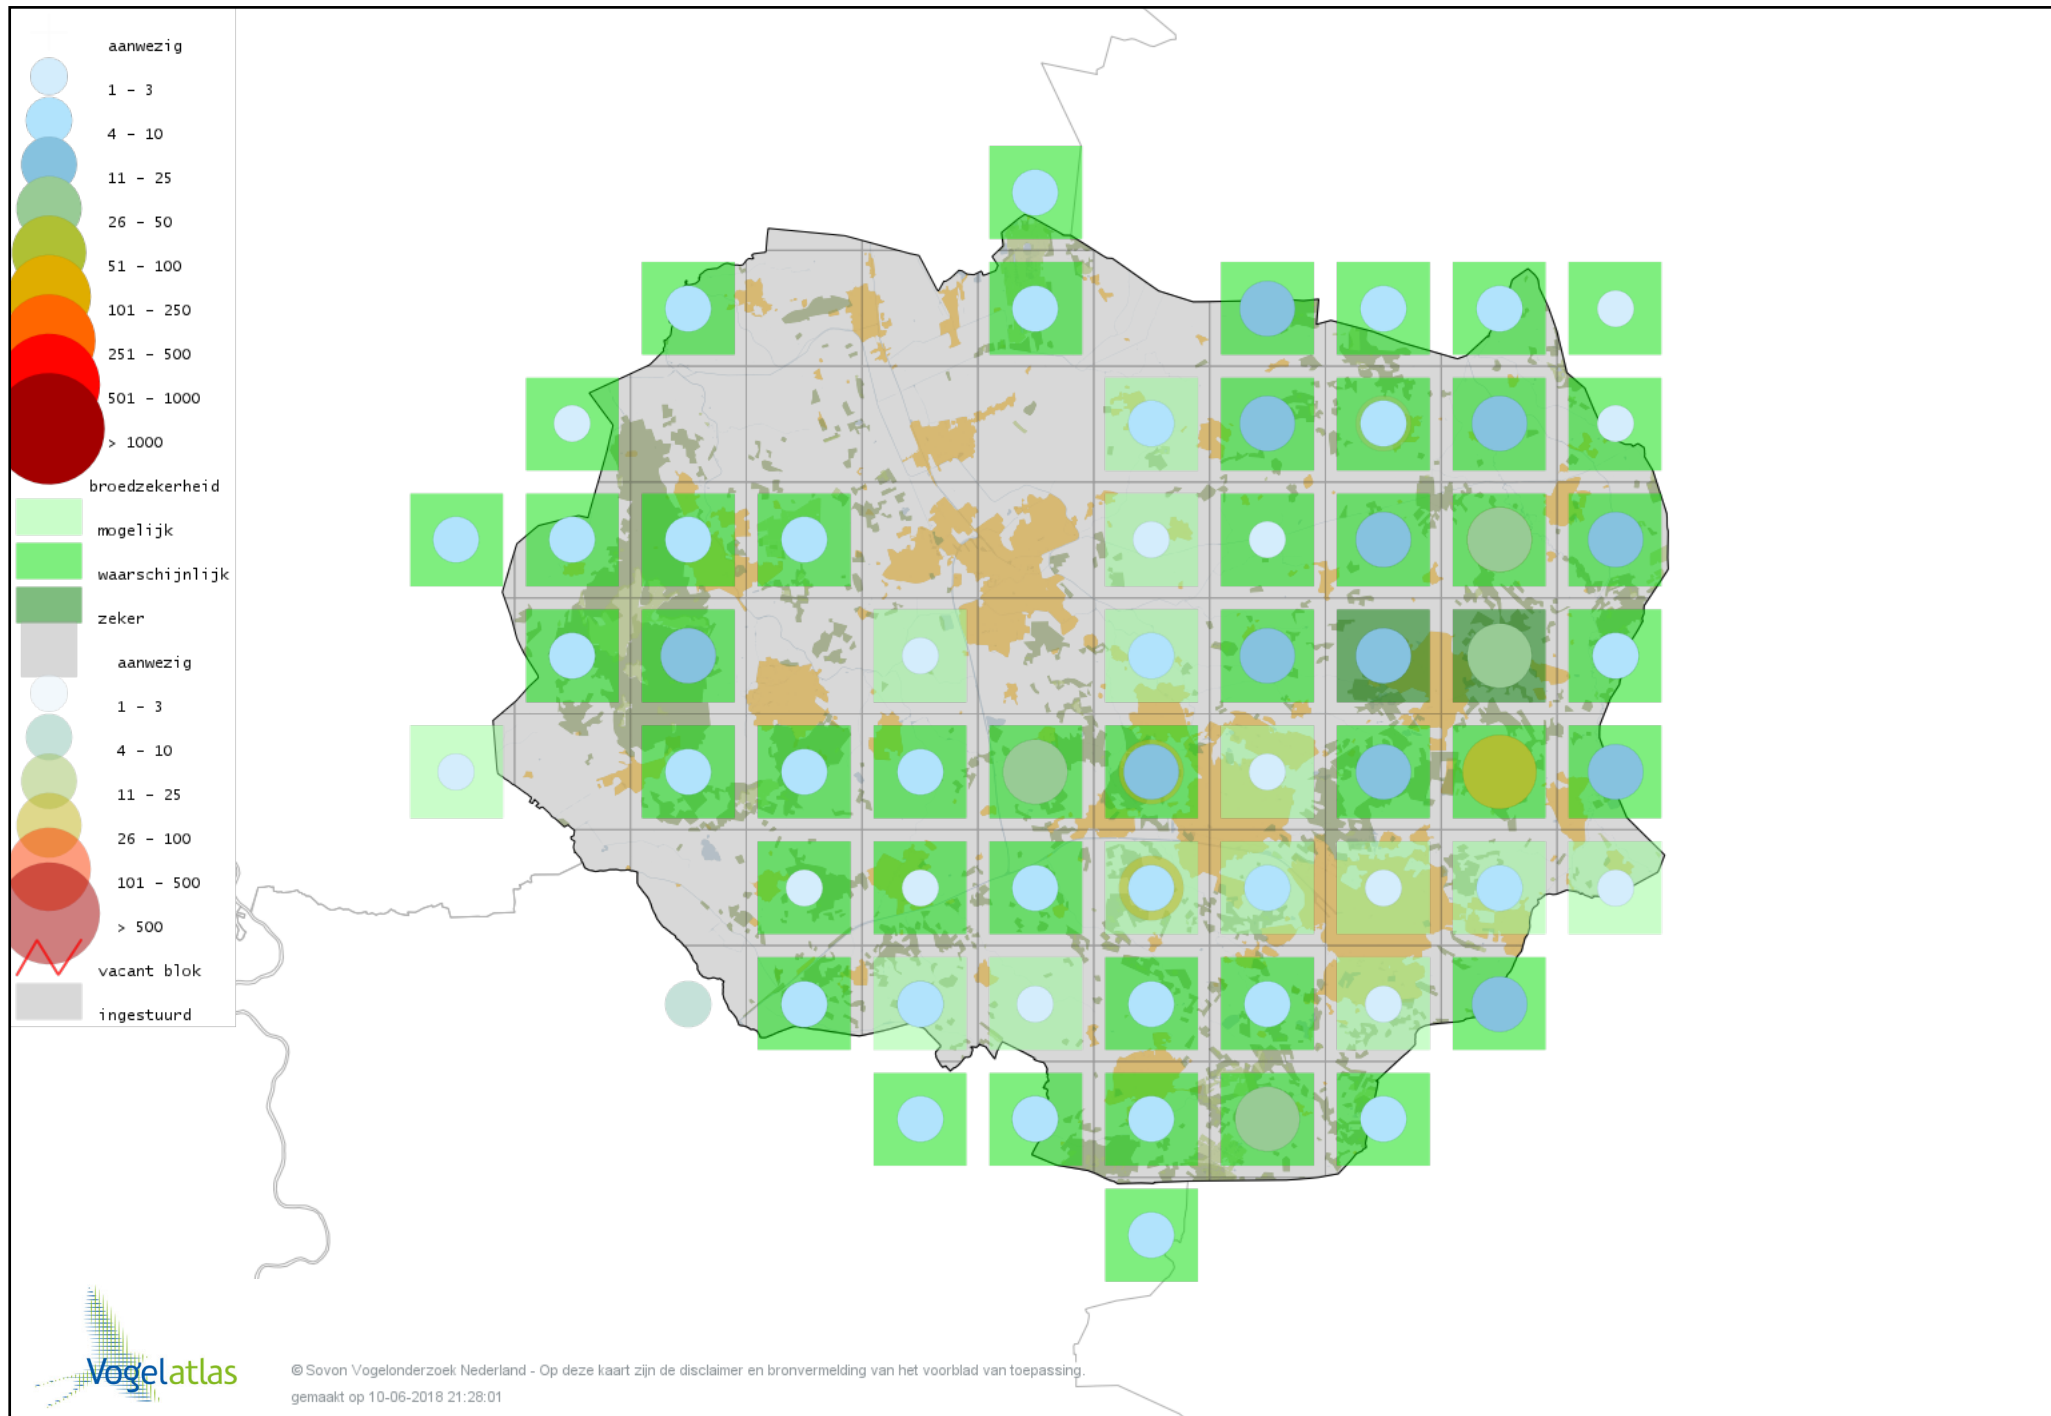 aanwezig
1 - 3
4 - 10
11 - 25
26 - 50
51 - 100
101 - 250
251 - 500
501 - 1000
> 1000
broedzekerheid
mogelijk
waarschijnlijk
zeker
aanwezig
1 - 3
4 - 10
11 - 25
26 - 100
101 - 500
> 500
vacant blok
ingestuurd
Vogelatlas
© Sovon Vogelonderzoek Nederland - Op deze kaart zijn de disclaimer en bronvermelding van het voorblad van toepassing.
gemaakt op 10-06-2018 21:28:01